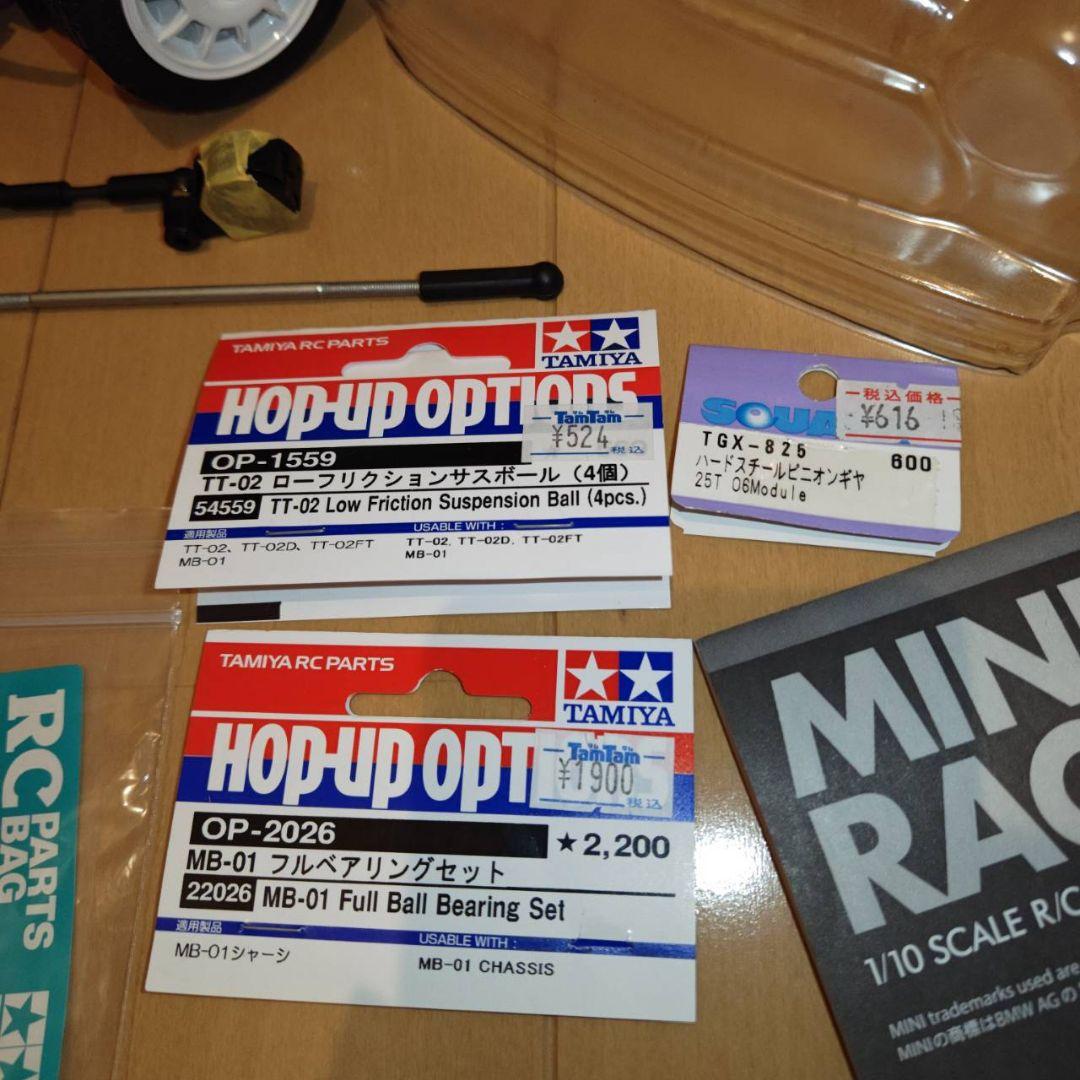 TAMIYA RC PARTS
TAMIYA
HOP-UP OPTIONS
TamTam
¥524
税込
OP-1559
TT-02 ローフリクションサスボール（4個）
54559 TT-02 Low Friction Suspension Ball (4pcs.)
適用製品
USABLE WITH :
TT-02、TT-02D、TT-02FT
MB-01
TT-02, TT-02D, TT-02FT
MB-01
SQUA
税込価格
¥616
TGX-825
600
ハードスチールピニオンギヤ
25T 06Module
TAMIYA RC PARTS
TAMIYA
HOP-UP OPT
TamTam
¥1900
税込
OP-2026
★2,200
MB-01 フルベアリングセット
22026 MB-01 Full Ball Bearing Set
適用製品
USABLE WITH :
MB-01シャーシ
MB-01 CHASSIS
RC PARTS
BAG
MINI
RAC
1/10 SCALE R/C
MINI trademarks used are
MINIの商標はBMW AGの